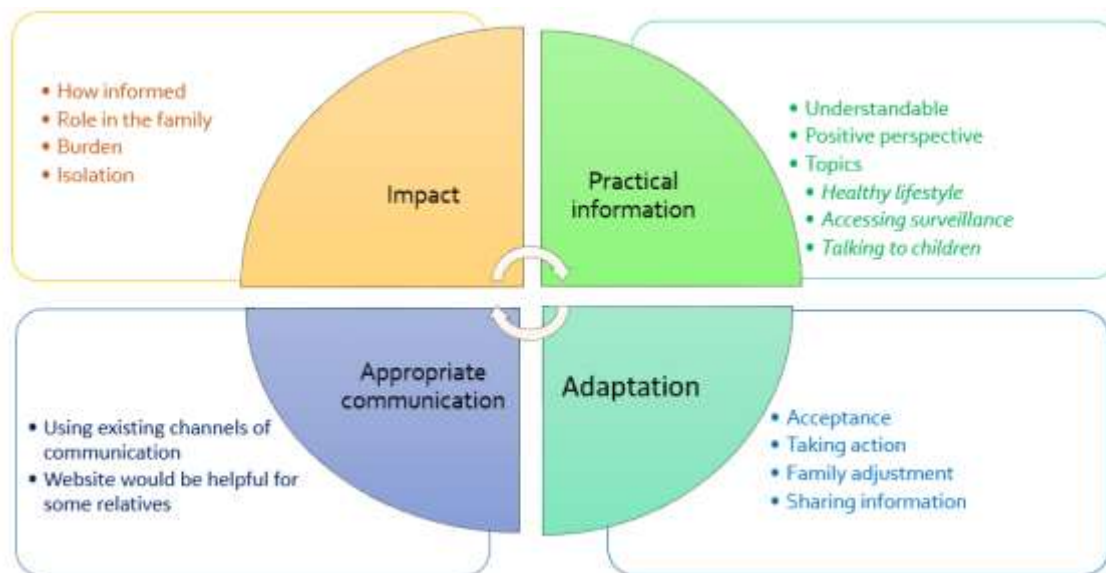 • How informed
• Role in the family
• Burden
• Isolation
Impact
Practical
information
• Understandable
• Positive perspective
• Topics
• Healthy lifestyle
• Accessing surveillance
• Talking to children
Appropriate
communication
• Using existing channels of
communication
• Website would be helpful for
some relatives
Adaptation
• Acceptance
• Taking action
• Family adjustment
• Sharing information